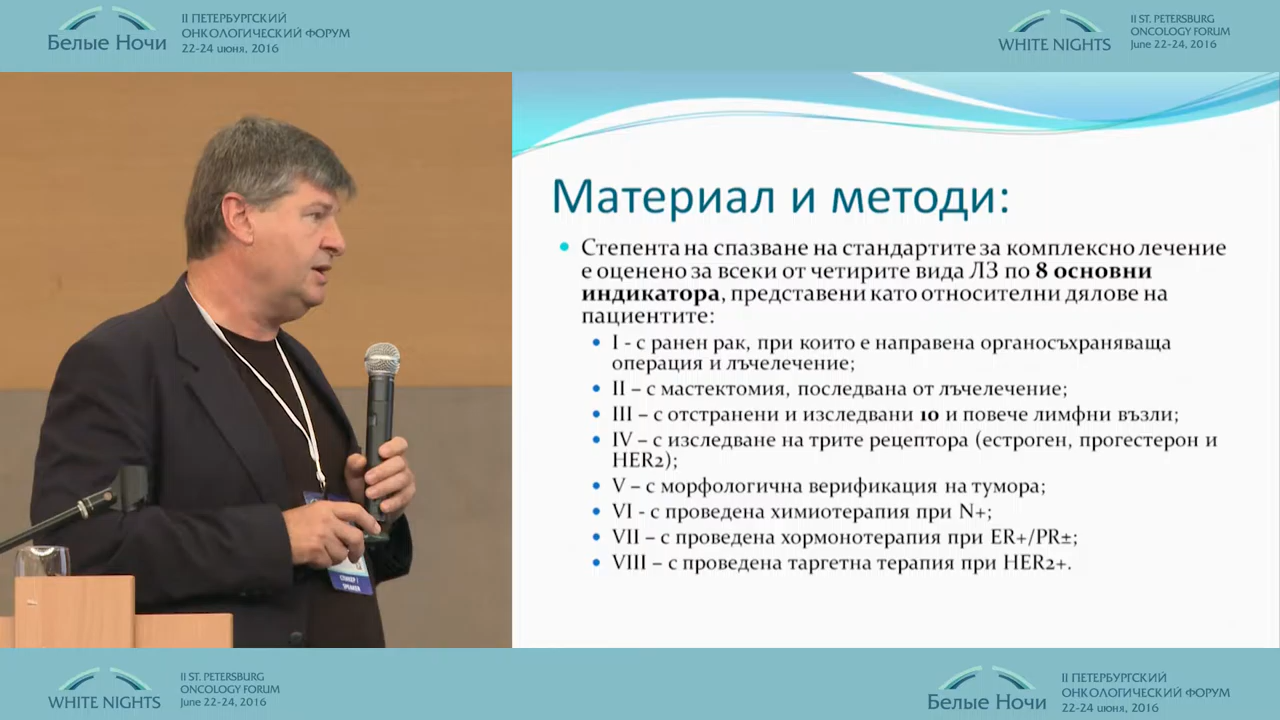 Белые Ночи
II ПЕТЕРБУРГСКИЙ
ОНКОЛОГИЧЕСКИЙ ФОРУМ
22-24 июня, 2016
WHITE NIGHTS
II ST. PETERSBURG
ONCOLOGY FORUM
June 22-24, 2016
Материал и методи:
Степента на спазване на стандартите за комплексно лечение
е оценено за всеки от четирите вида ЛЗ по 8 основни
индикатора, представени като относителни дялове на
пациентите:
I - с ранен рак, при които е направена органосъхраняваща
операция и лъчелечение;
II – с мастектомия, последвана от лъчелечение;
III – с отстранени и изследвани 10 и повече лимфни възли;
IV – с изследване на трите рецептора (естроген, прогестерон и
HER2);
V – с морфологична верификация на тумора;
VI - с проведена химиотерапия при N+;
VII – с проведена хормонотерапия при ER+/PR±;
VIII – с проведена таргетна терапия при HER2+.
СПИКЕР |
SPEAKER
WHITE NIGHTS
II ST. PETERSBURG
ONCOLOGY FORUM
June 22-24, 2016
Белые Ночи
II ПЕТЕРБУРГСКИЙ
ОНКОЛОГИЧЕСКИЙ ФОРУМ
22-24 июня, 2016